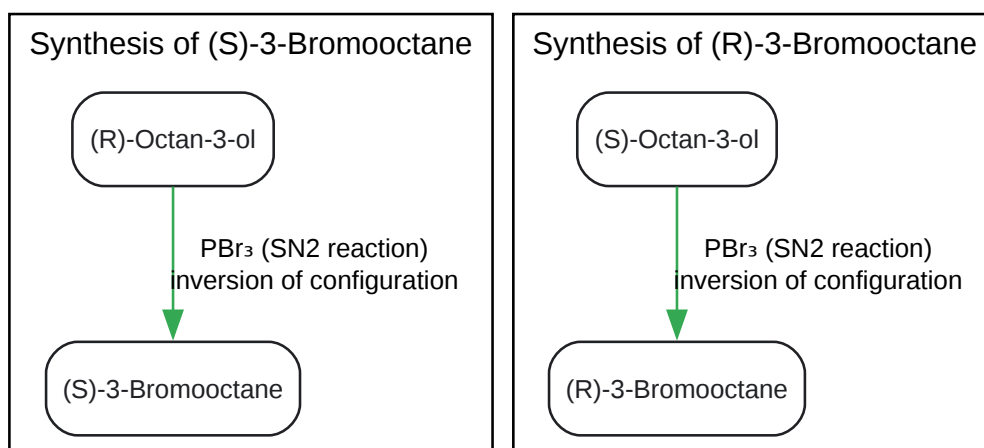 Synthesis of (S)-3-Bromooctane
(R)-Octan-3-ol
PBr₃ (SN2 reaction)
inversion of configuration
(S)-3-Bromooctane
Synthesis of (R)-3-Bromooctane
(S)-Octan-3-ol
PBr₃ (SN2 reaction)
inversion of configuration
(R)-3-Bromooctane